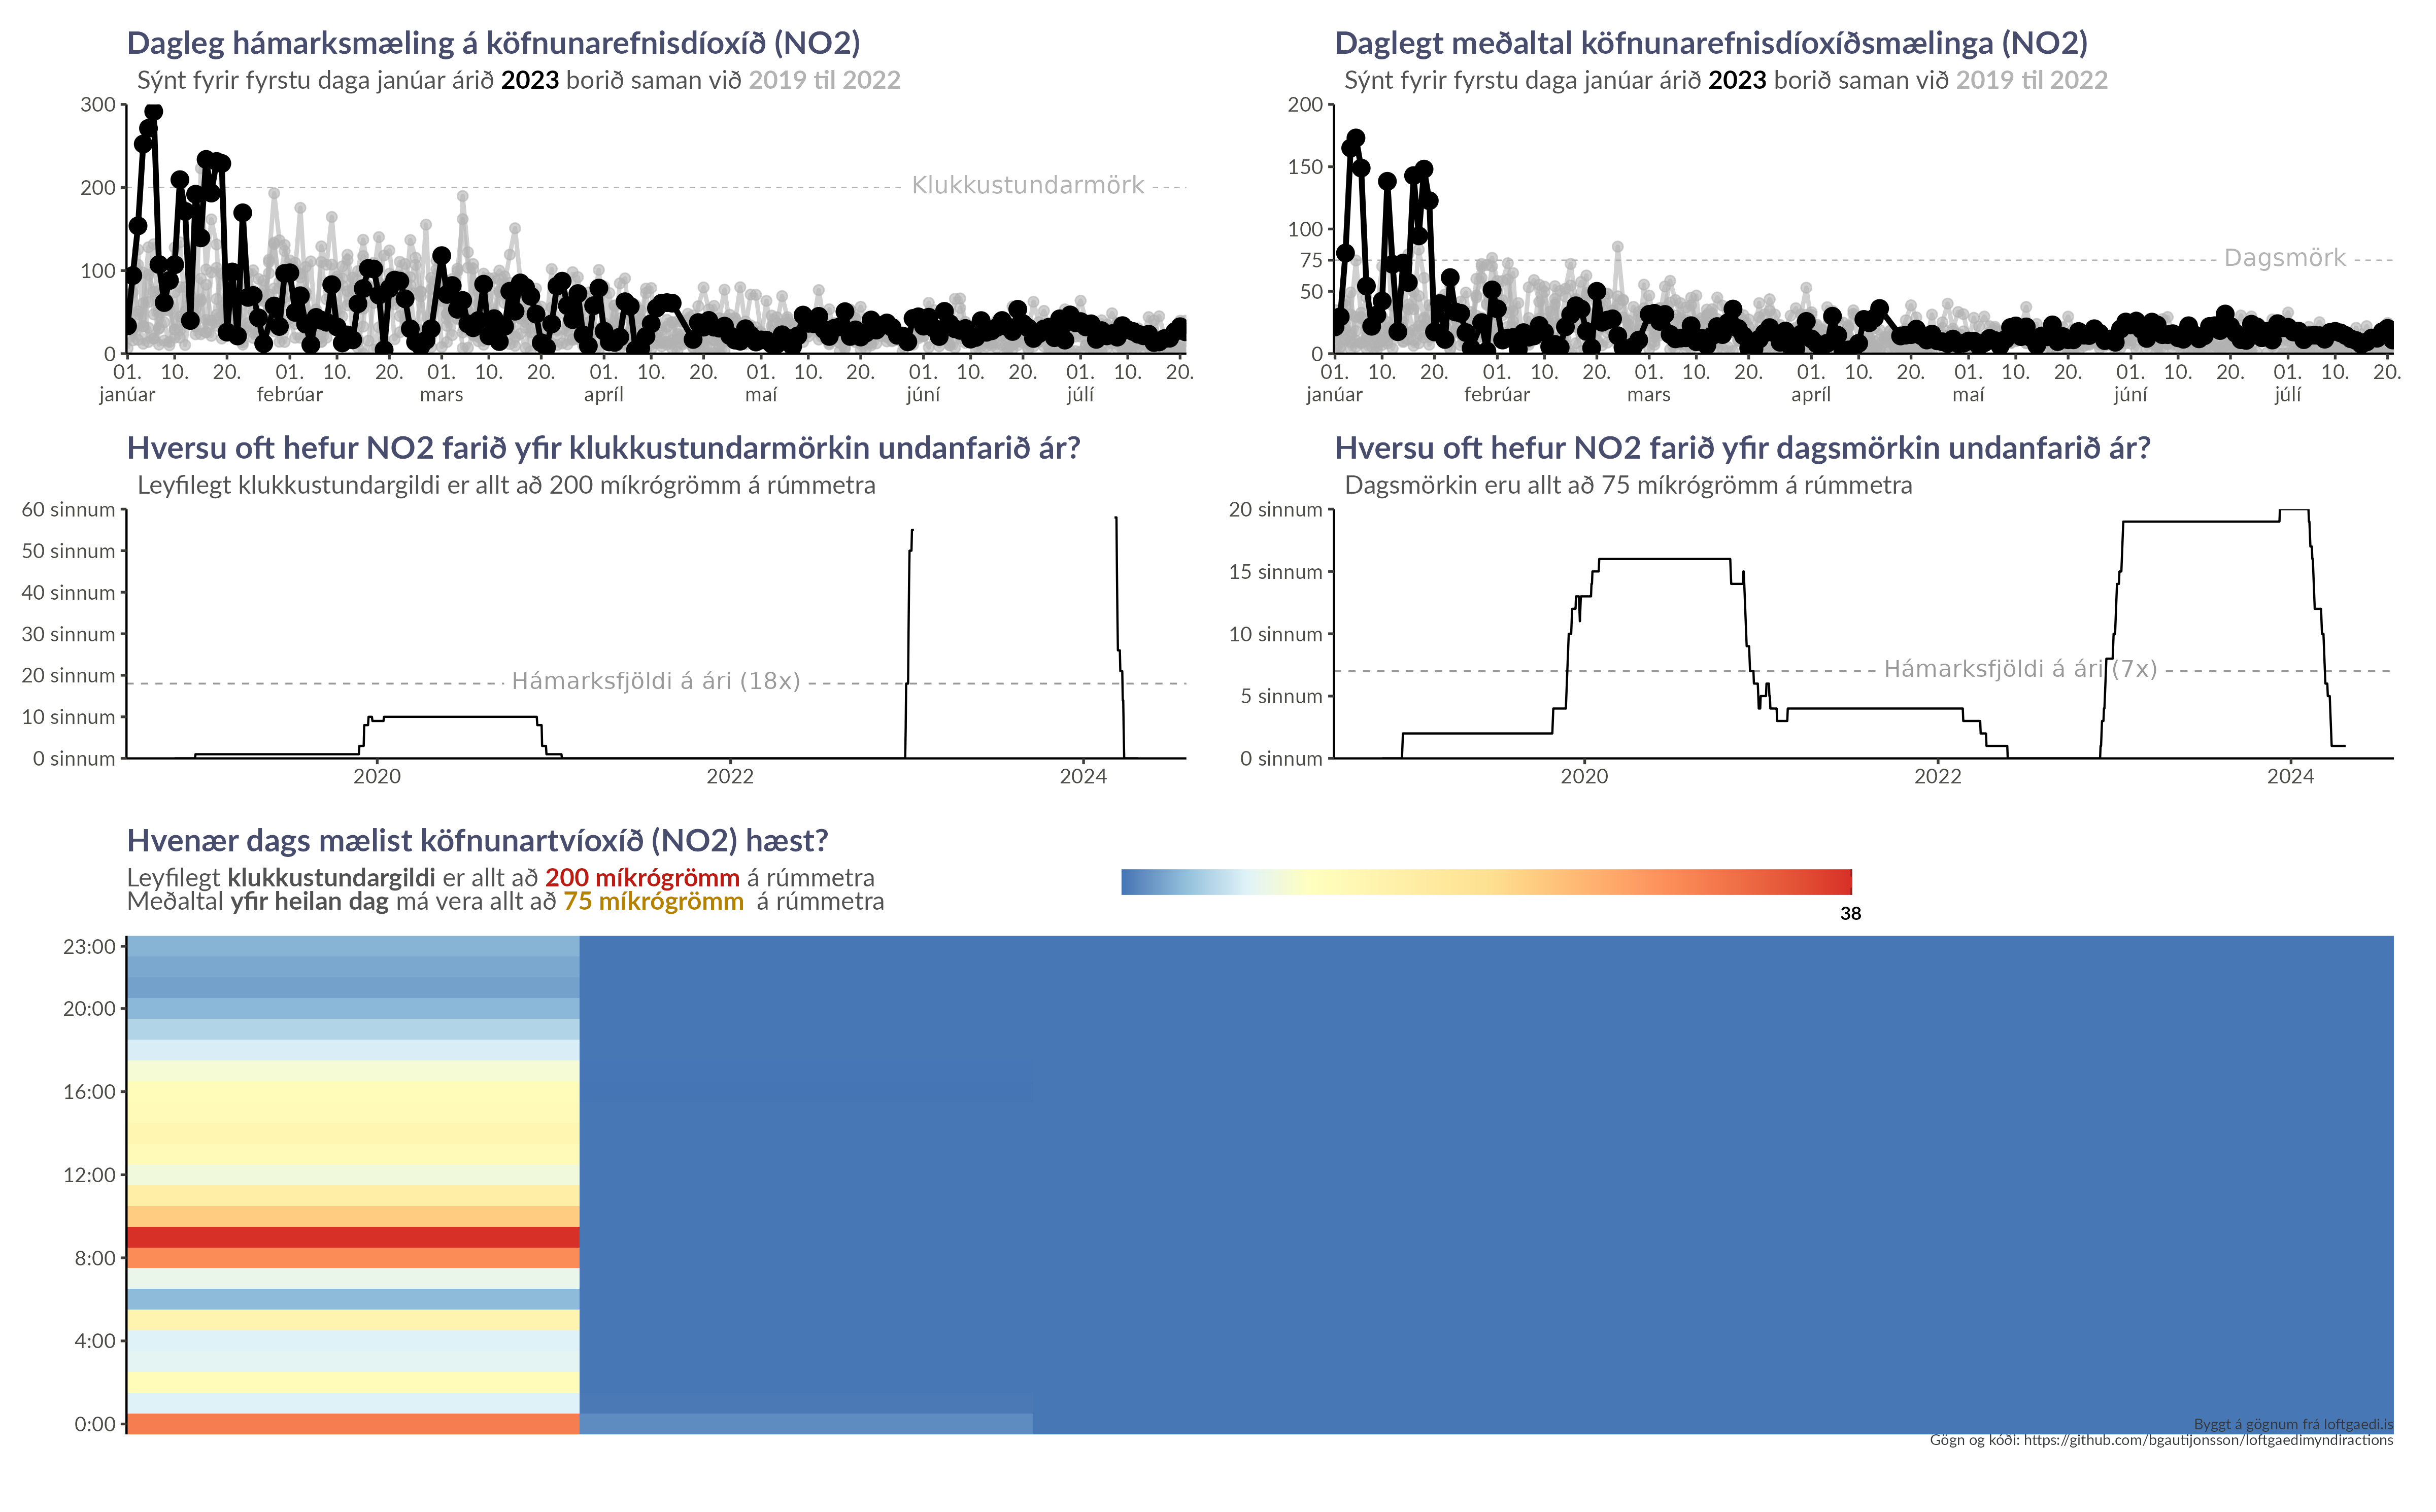 Dagleg hámarksmæling á köfnunarefnisdíoxíð (NO2)
Sýnt fyrir fyrstu daga janúar árið 2023 borið saman við 2019 til 2022
300
200
100
0
Klukkustundarmörk
01. 10. 20. 01. 10. 20. 01. 10. 20. 01. 10. 20. 01. 10. 20. 01. 10. 20. 01. 10. 20.
janúar febrúar mars apríl maí júní júlí
Daglegt meðaltal köfnunarefnisdíoxíðsmælinga (NO2)
Sýnt fyrir fyrstu daga janúar árið 2023 borið saman við 2019 til 2022
200
150
100
75
50
0
Dagsmörk
01. 10. 20. 01. 10. 20. 01. 10. 20. 01. 10. 20. 01. 10. 20. 01. 10. 20. 01. 10. 20.
janúar febrúar mars apríl maí júní júlí
Hversu oft hefur NO2 farið yfir klukkustundarmörkin undanfarið ár?
Leyfilegt klukkustundargildi er allt að 200 míkrógrömm á rúmmetra
60 sinnum
50 sinnum
40 sinnum
30 sinnum
20 sinnum
10 sinnum
0 sinnum
Hámarksfjöldi á ári (18x)
2020 2022 2024
Hversu oft hefur NO2 farið yfir dagsmörkin undanfarið ár?
Dagsmörkin eru allt að 75 míkrógrömm á rúmmetra
20 sinnum
15 sinnum
10 sinnum
5 sinnum
0 sinnum
Hámarksfjöldi á ári (7x)
2020 2022 2024
Hvenær dags mælist köfnunartvíoxíð (NO2) hæst?
Leyfilegt klukkustundargildi er allt að 200 míkrógrömm á rúmmetra
Meðaltal yfir heilan dag má vera allt að 75 míkrógrömm á rúmmetra
38
23:00
20:00
16:00
12:00
8:00
4:00
0:00
Byggt á gögnum frá loftgaedi.is
Gögn og kóði: https://github.com/bgautijonsson/loftgaedimyndiractions